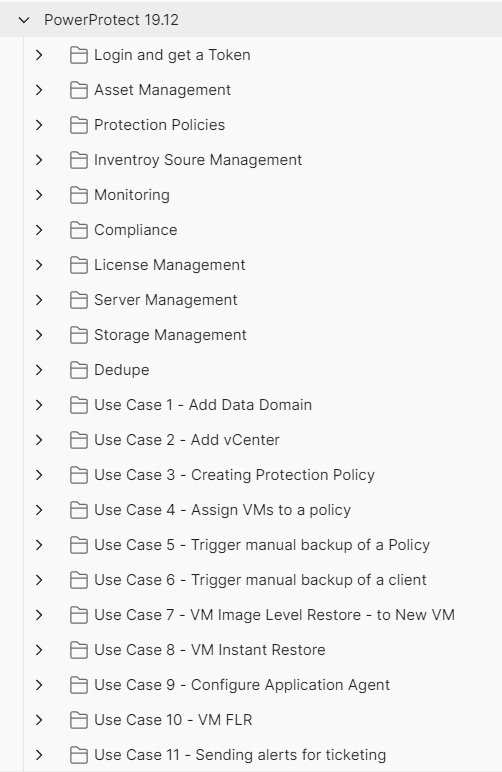 PowerProtect 19.12
Login and get a Token
Asset Management
Protection Policies
Inventroy Soure Management
Monitoring
Compliance
License Management
Server Management
Storage Management
Dedupe
Use Case 1 - Add Data Domain
Use Case 2 - Add vCenter
Use Case 3 - Creating Protection Policy
Use Case 4 - Assign VMs to a policy
Use Case 5 - Trigger manual backup of a Policy
Use Case 6 - Trigger manual backup of a client
Use Case 7 - VM Image Level Restore - to New VM
Use Case 8 - VM Instant Restore
Use Case 9 - Configure Application Agent
Use Case 10 - VM FLR
Use Case 11 - Sending alerts for ticketing